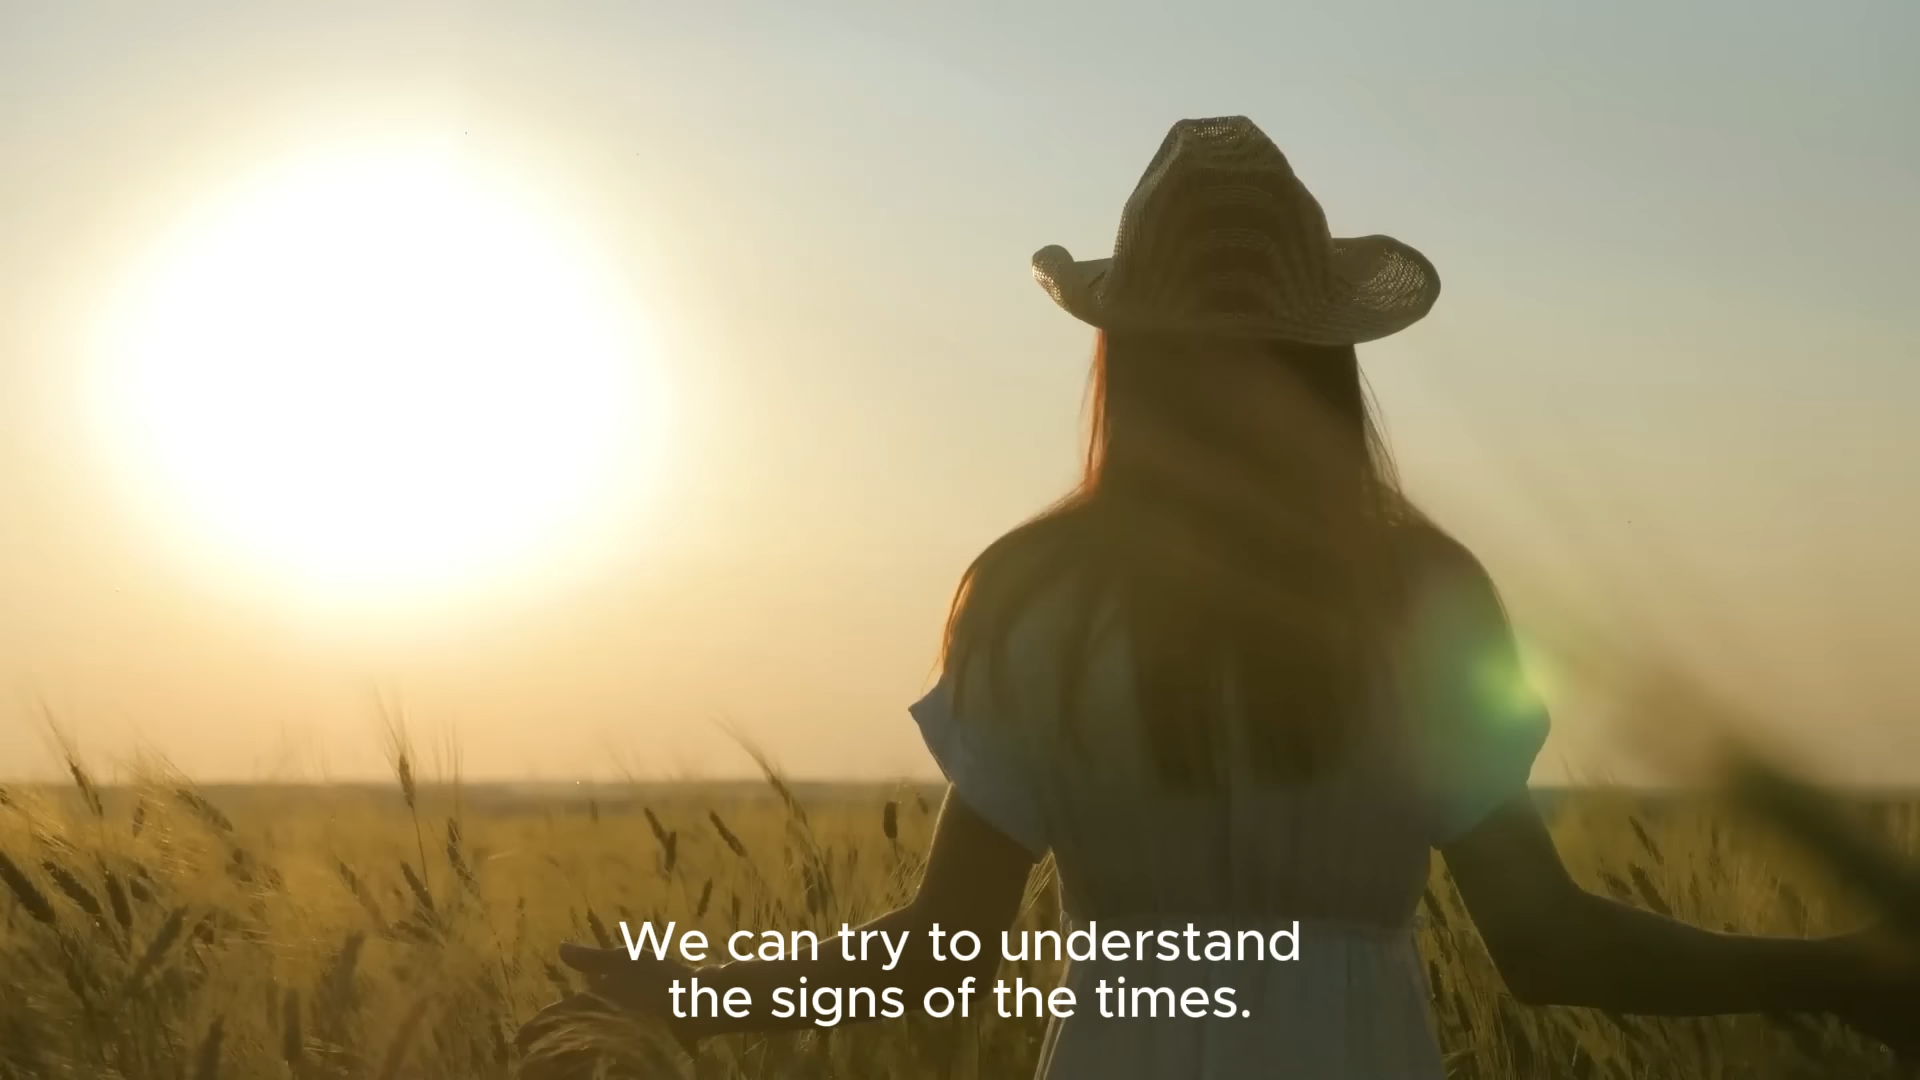 We can try to understand
the signs of the times.